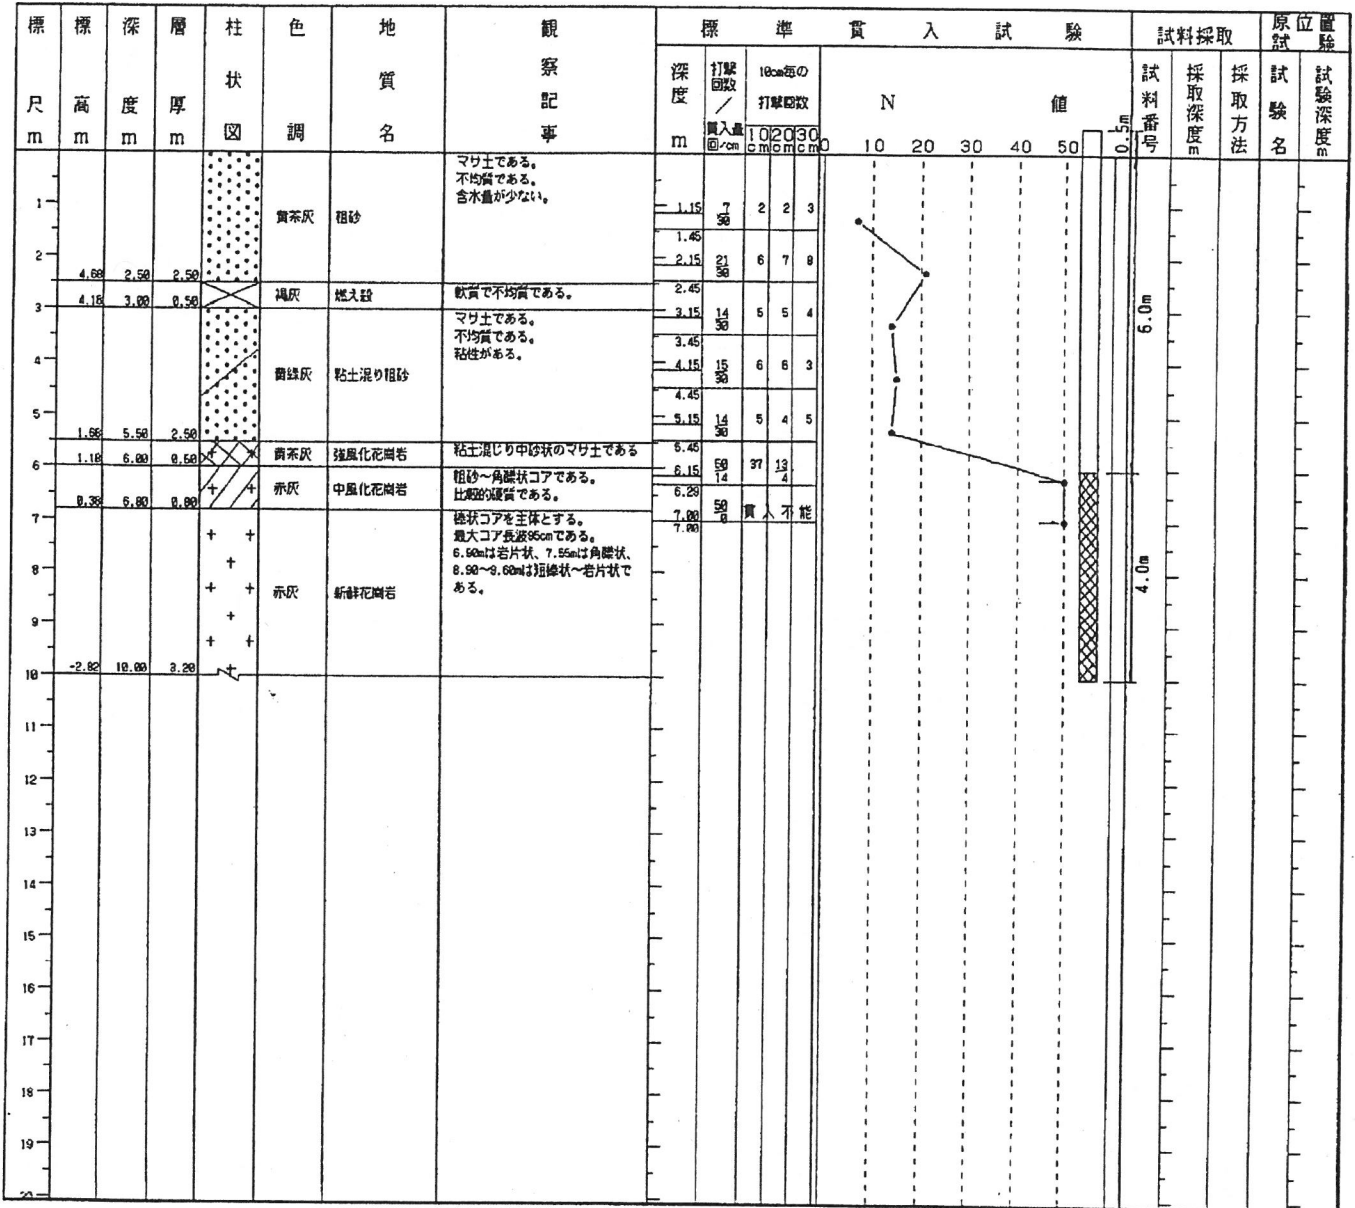 標尺m 標高m 深度m 層厚m 柱状図 色調 地質名 観察記事 標準貫入試験 試料採取 原位置試験
深度m 打撃回数/貫入量 回/cm 10cm毎の打撃回数 N値 試料番号 採取深度m 採取方法 試験名 試験深度m
10cm 20cm 30cm 0 10 20 30 40 50 0.5m
マサ土である。
不均質である。
含水量が少ない。
1 黄茶灰 粗砂 1.15 7/30 2 2 3
1.45
2 2.15 21/30 6 7 8
4.68 2.50 2.50
2.45
4.18 3.00 0.50 褐灰 燃え殻 軟質で不均質である。
3 3.15 14/30 5 5 4
マサ土である。
不均質である。
粘性がある。
6.0m
3.45
4 黄緑灰 粘土混り粗砂 4.15 15/30 6 6 3
4.45
5 5.15 14/30 5 4 5
1.68 5.50 2.50
5.45
1.18 6.00 0.50 黄茶灰 強風化花崗岩 粘土混じり中砂状のマサ土である
6 6.15 50/14 37 13/4
6.29
0.38 6.80 0.80 赤灰 中風化花崗岩 粗砂～角礫状コアである。
比較的硬質である。
7 7.00 50/0 貫入不能
7.00
棒状コアを主体とする。
最大コア長波95cmである。
6.90mは岩片状、7.55mは角礫状、
8.90～9.60mは短棒状～岩片状で
ある。
8 赤灰 新鮮花崗岩 4.0m
9
10 -2.82 10.00 3.20
11
12
13
14
15
16
17
18
19